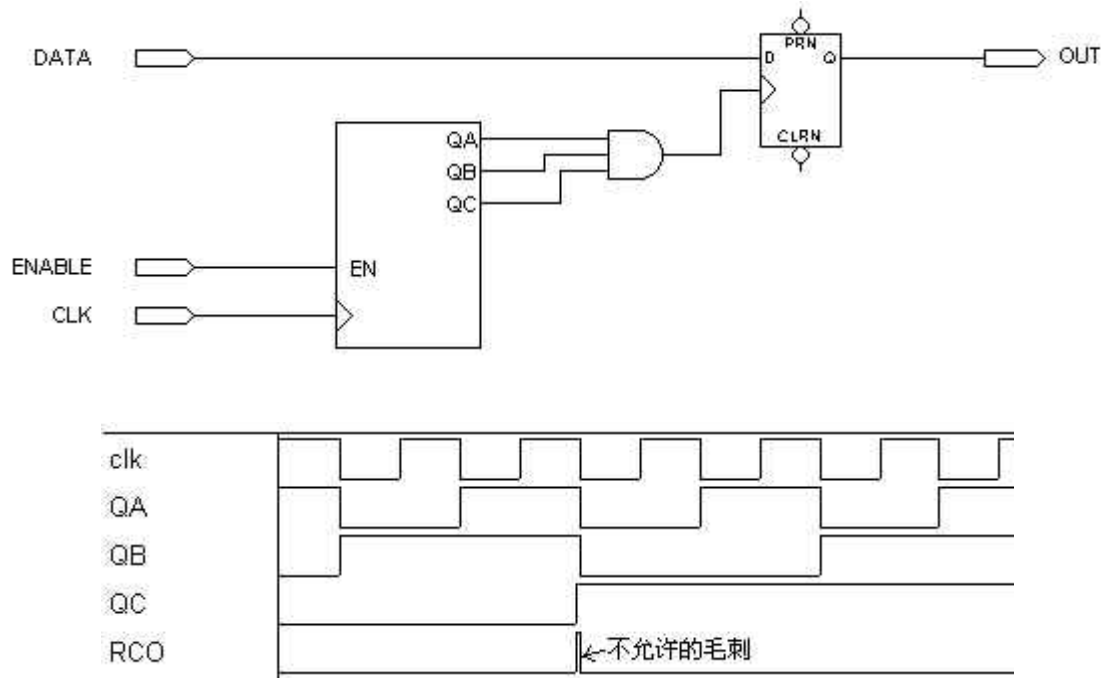 DATA
PRN
D
Q
OUT
CLRN
QA
QB
QC
ENABLE
EN
CLK
clk
QA
QB
QC
RCO
不允许的毛刺